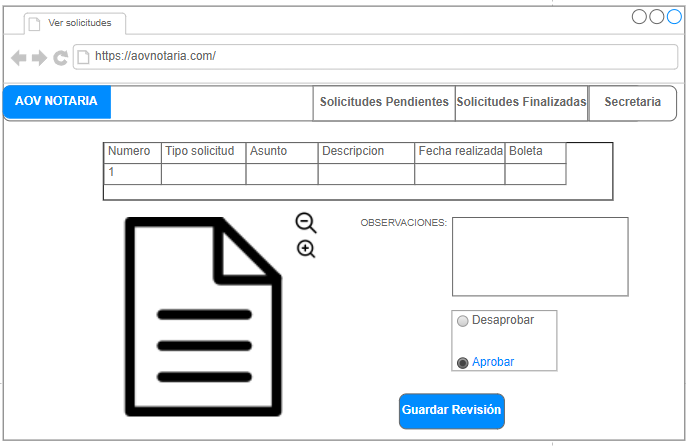 Ver solicitudes
https://aovnotaria.com/
AOV NOTARIA
Solicitudes Pendientes
Solicitudes Finalizadas
Secretaria
Numero
Tipo solicitud
Asunto
Descripcion
Fecha realizada
Boleta
1
OBSERVACIONES:
Desaprobar
Aprobar
Guardar Revisión